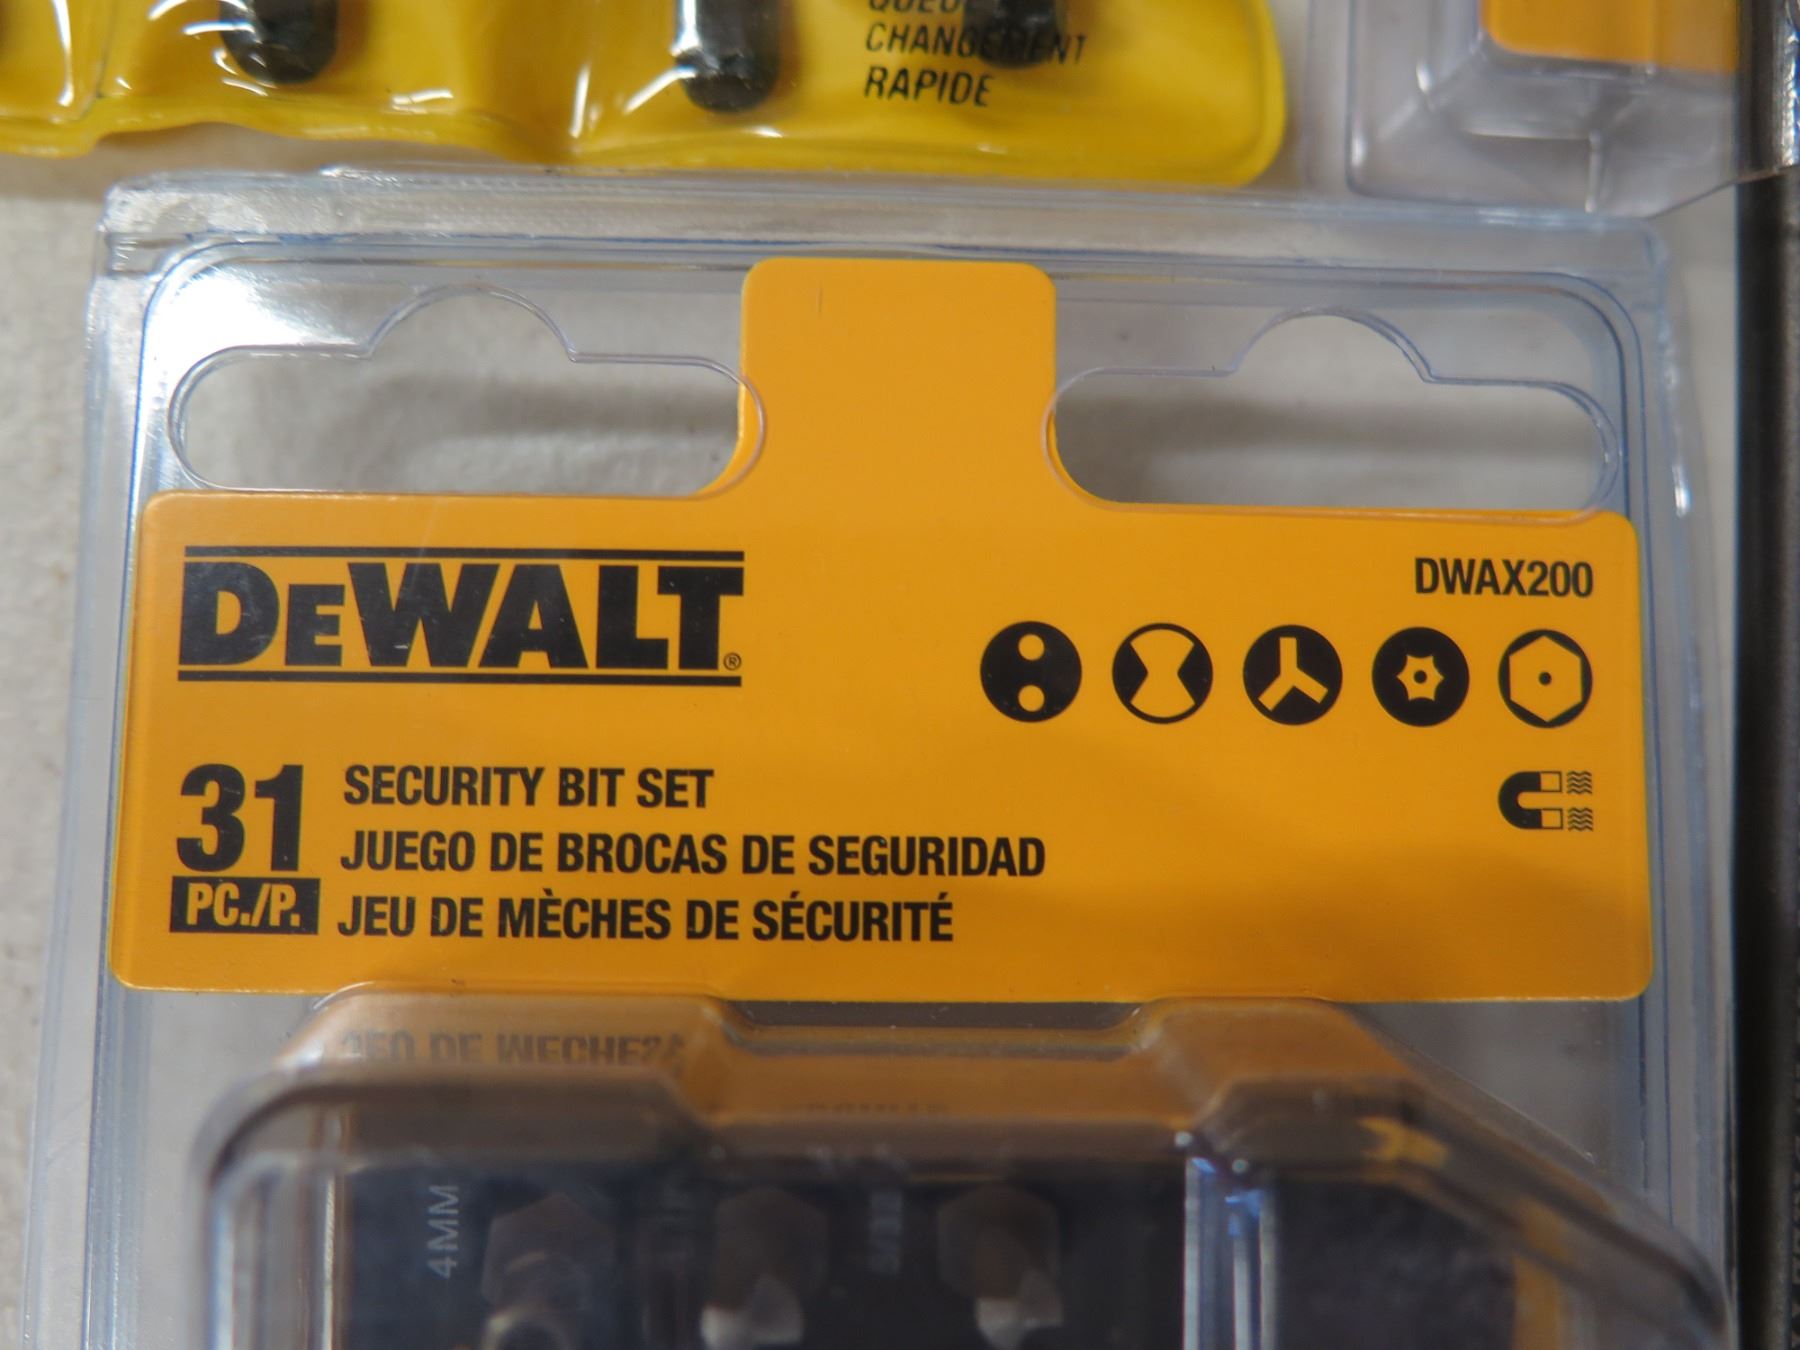 CHANGEMENT
RAPIDE
DEWALT®
DWAX200
31
PC./P.
SECURITY BIT SET
JUEGO DE BROCAS DE SEGURIDAD
JEU DE MÈCHES DE SÉCURITÉ
4MM